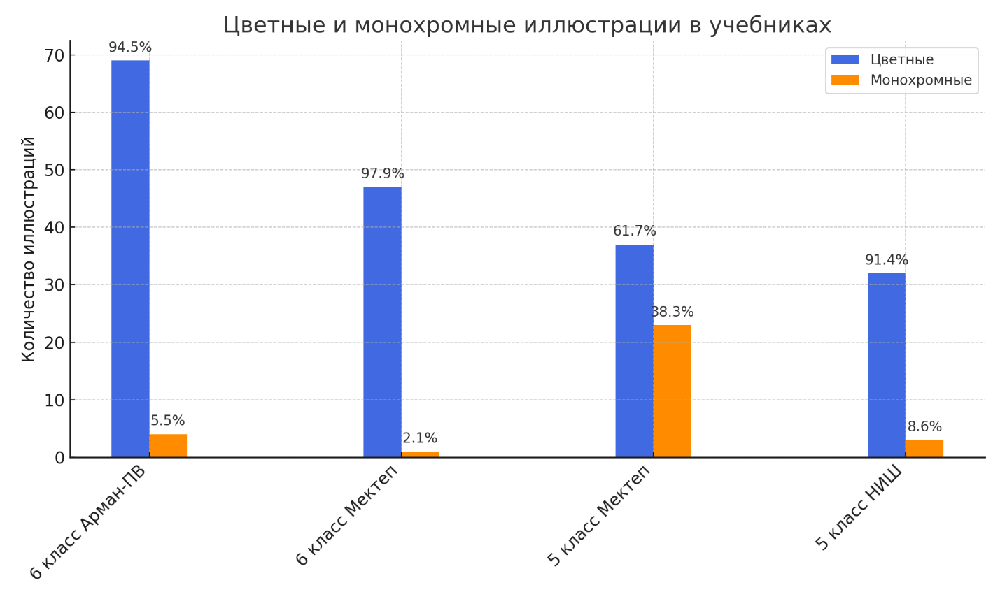 Цветные и монохромные иллюстрации в учебниках
Цветные
Монохромные
Количество иллюстраций
70
60
50
40
30
20
10
0
94.5%
5.5%
97.9%
2.1%
61.7%
38.3%
91.4%
8.6%
6 класс Арман-ПВ
6 класс Мектеп
5 класс Мектеп
5 класс НИШ